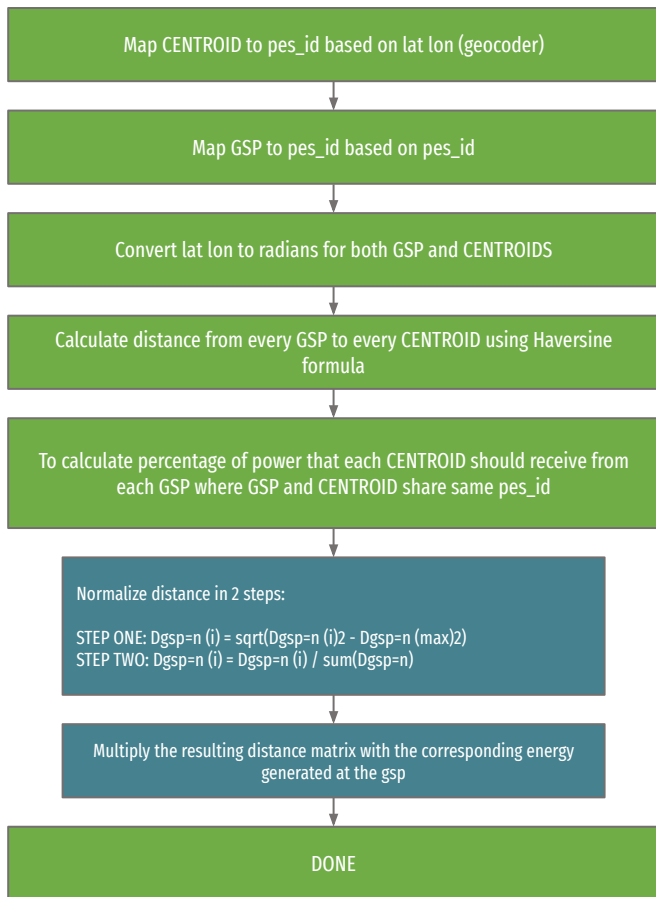 Map CENTROID to pes_id based on lat lon (geocoder)
Map GSP to pes_id based on pes_id
Convert lat lon to radians for both GSP and CENTROIDS
Calculate distance from every GSP to every CENTROID using Haversine
formula
To calculate percentage of power that each CENTROID should receive from
each GSP where GSP and CENTROID share same pes_id
Normalize distance in 2 steps:
STEP ONE: Dgsp=n (i) = sqrt(Dgsp=n (i)2 - Dgsp=n (max)2)
STEP TWO: Dgsp=n (i) = Dgsp=n (i) / sum(Dgsp=n)
Multiply the resulting distance matrix with the corresponding energy
generated at the gsp
DONE